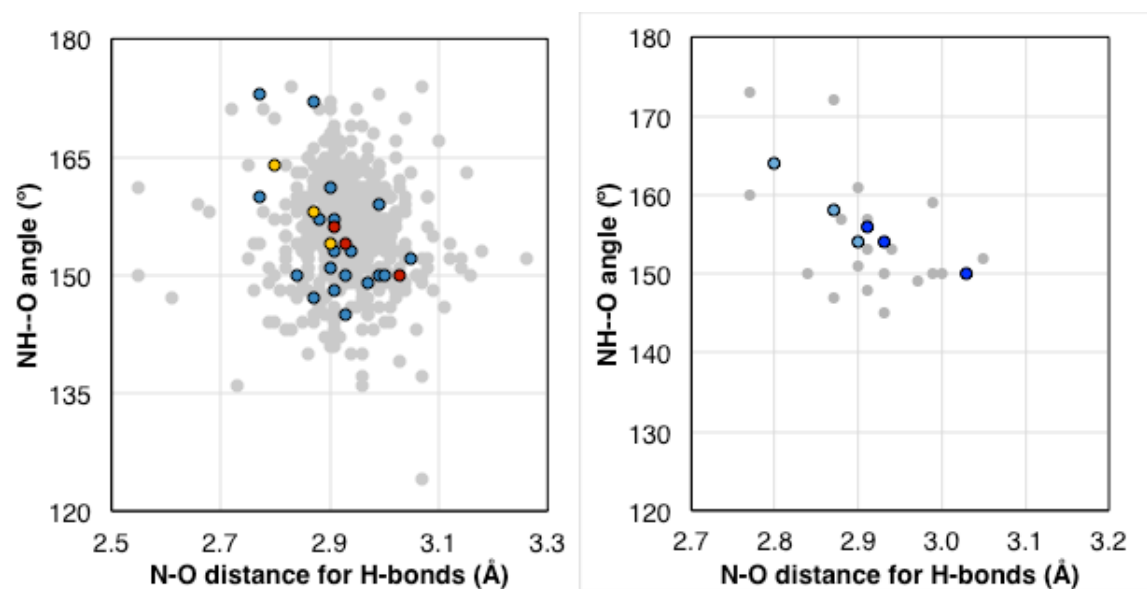 180
165
150
135
120
NH--O angle (°)
2.5 2.7 2.9 3.1 3.3
N-O distance for H-bonds (Å)
180
170
160
150
140
130
120
NH--O angle (°)
2.7 2.8 2.9 3.0 3.1 3.2
N-O distance for H-bonds (Å)